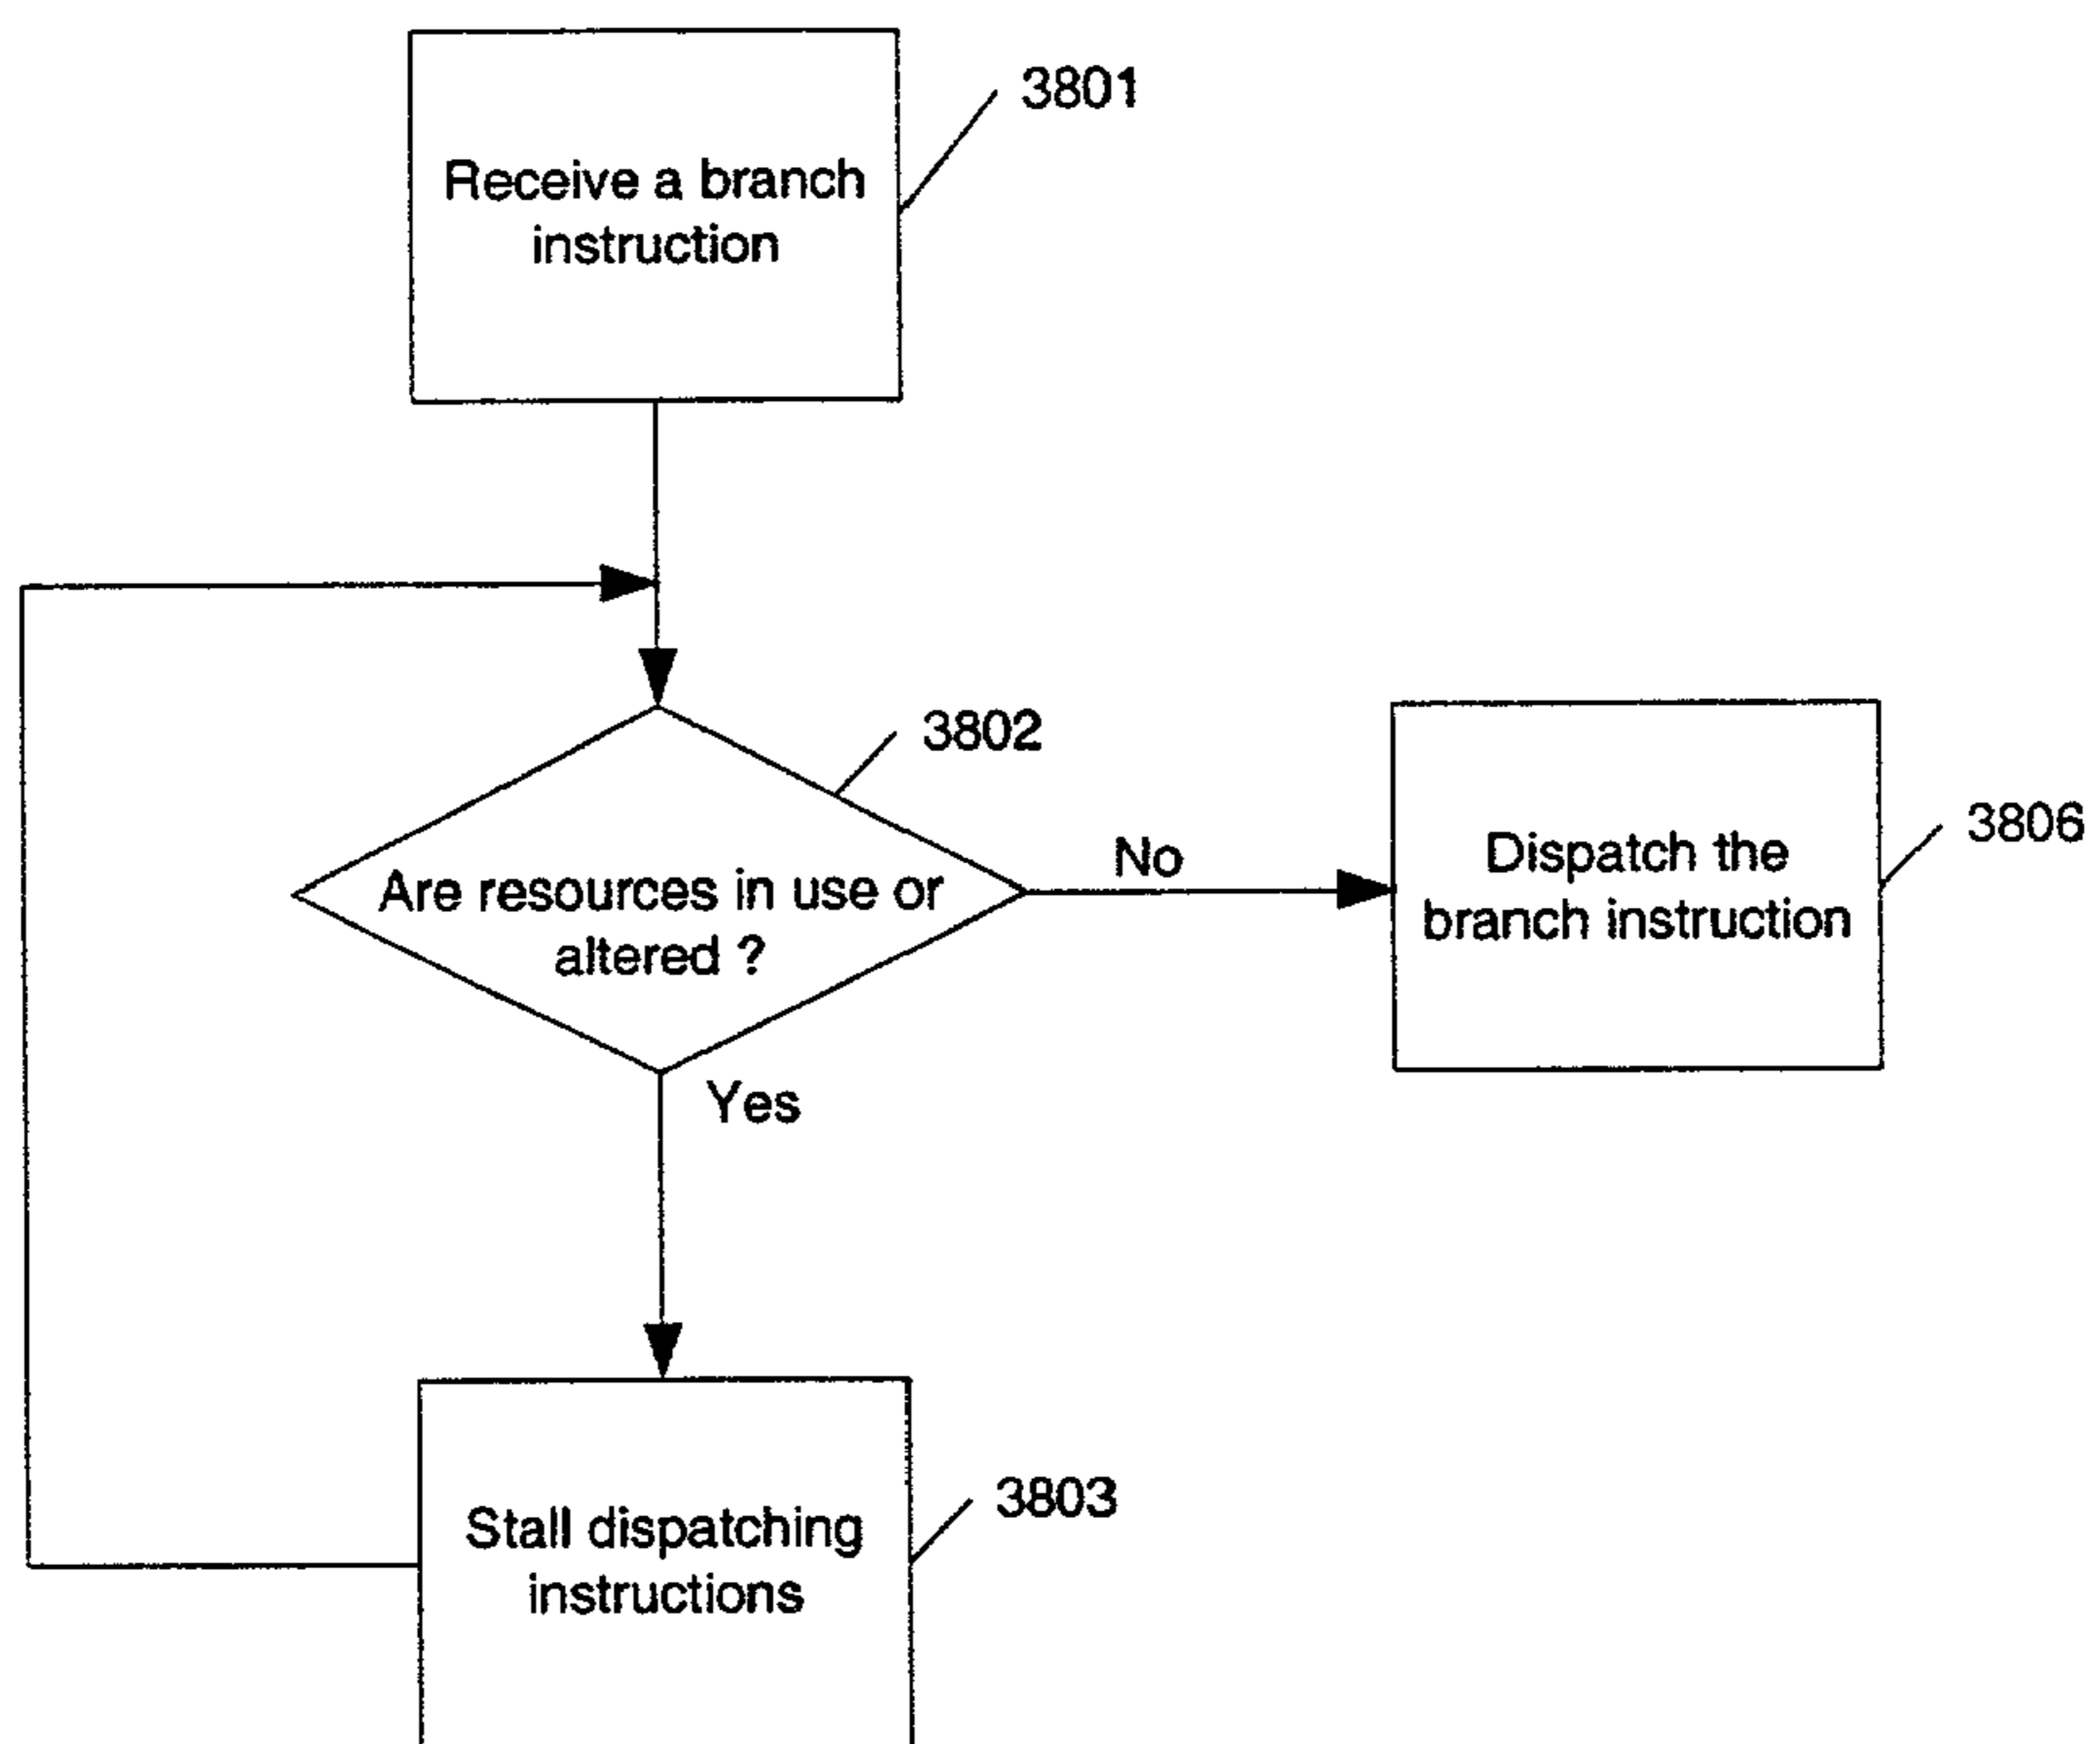 3801
Receive a branch
instruction
3802
Are resources in use or
altered ?
No
Dispatch the
branch instruction
3806
Yes
3803
Stall dispatching
instructions